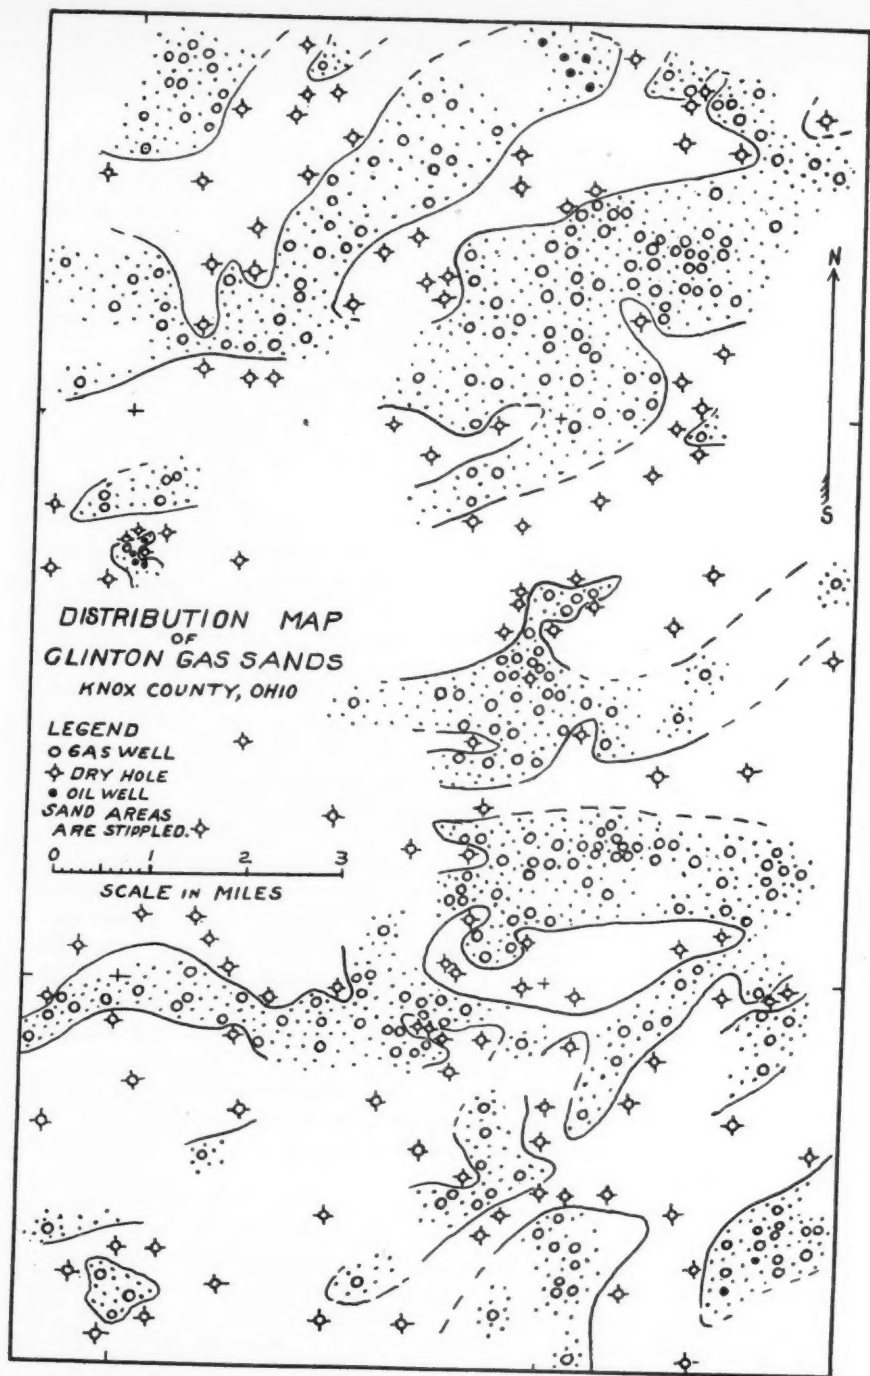 N
S
DISTRIBUTION MAP
OF
CLINTON GAS SANDS
KNOX COUNTY, OHIO
LEGEND
GAS WELL
DRY HOLE
OIL WELL
SAND AREAS
ARE STIPPLED.
0 1 2 3
SCALE IN MILES